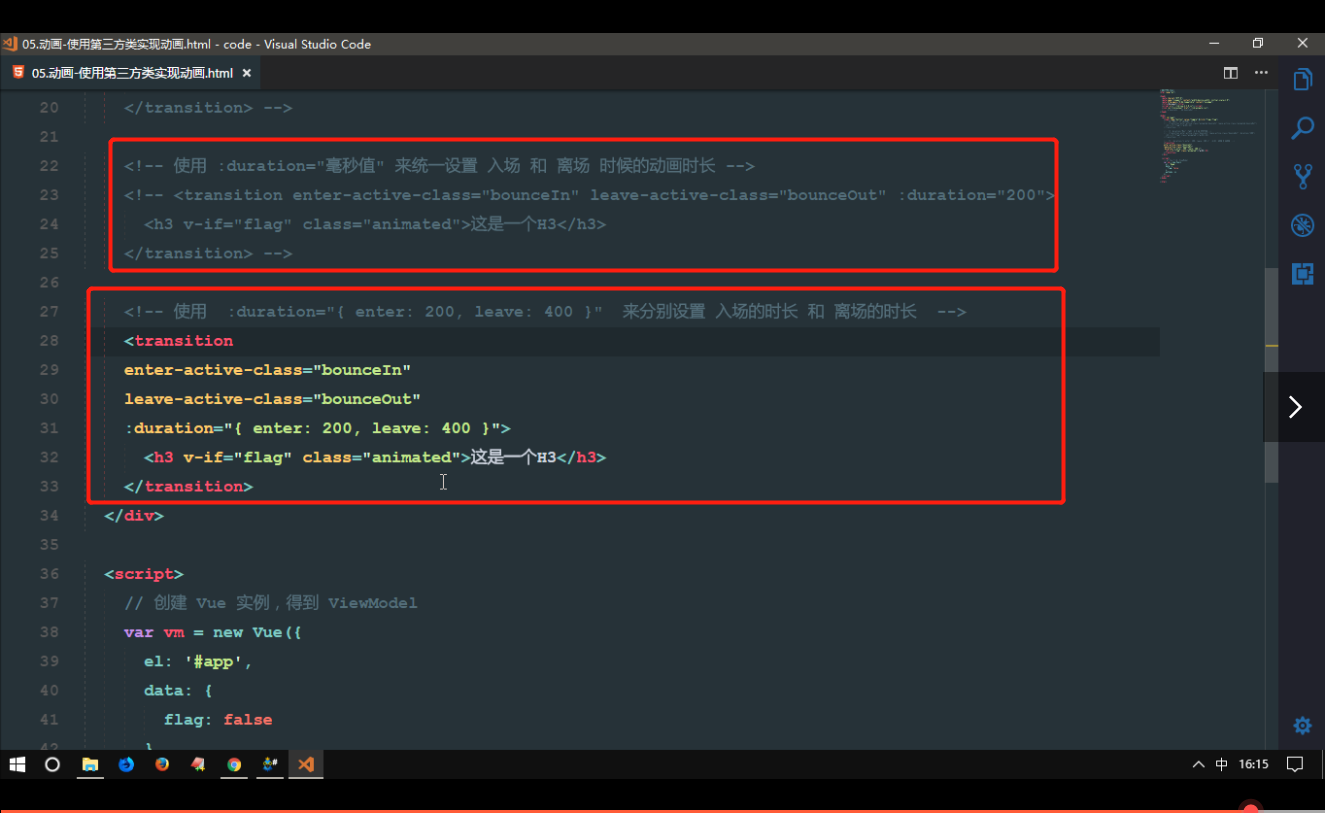 05.动画-使用第三方类实现动画.html - code - Visual Studio Code
05.动画-使用第三方类实现动画.html ×
20 </transition> -->
21
22 <!-- 使用 :duration="毫秒值" 来统一设置 入场 和 离场 时候的动画时长 -->
23 <!-- <transition enter-active-class="bounceIn" leave-active-class="bounceOut" :duration="200">
24 <h3 v-if="flag" class="animated">这是一个H3</h3>
25 </transition> -->
26
27 <!-- 使用  :duration="{ enter: 200, leave: 400 }"  来分别设置 入场的时长 和 离场的时长  -->
28 <transition
29 enter-active-class="bounceIn"
30 leave-active-class="bounceOut"
31 :duration="{ enter: 200, leave: 400 }">
32 <h3 v-if="flag" class="animated">这是一个H3</h3>
33 </transition>
34 </div>
35
36 <script>
37 // 创建 Vue 实例，得到 ViewModel
38 var vm = new Vue({
39 el: '#app',
40 data: {
41 flag: false
42 }
中 16:15